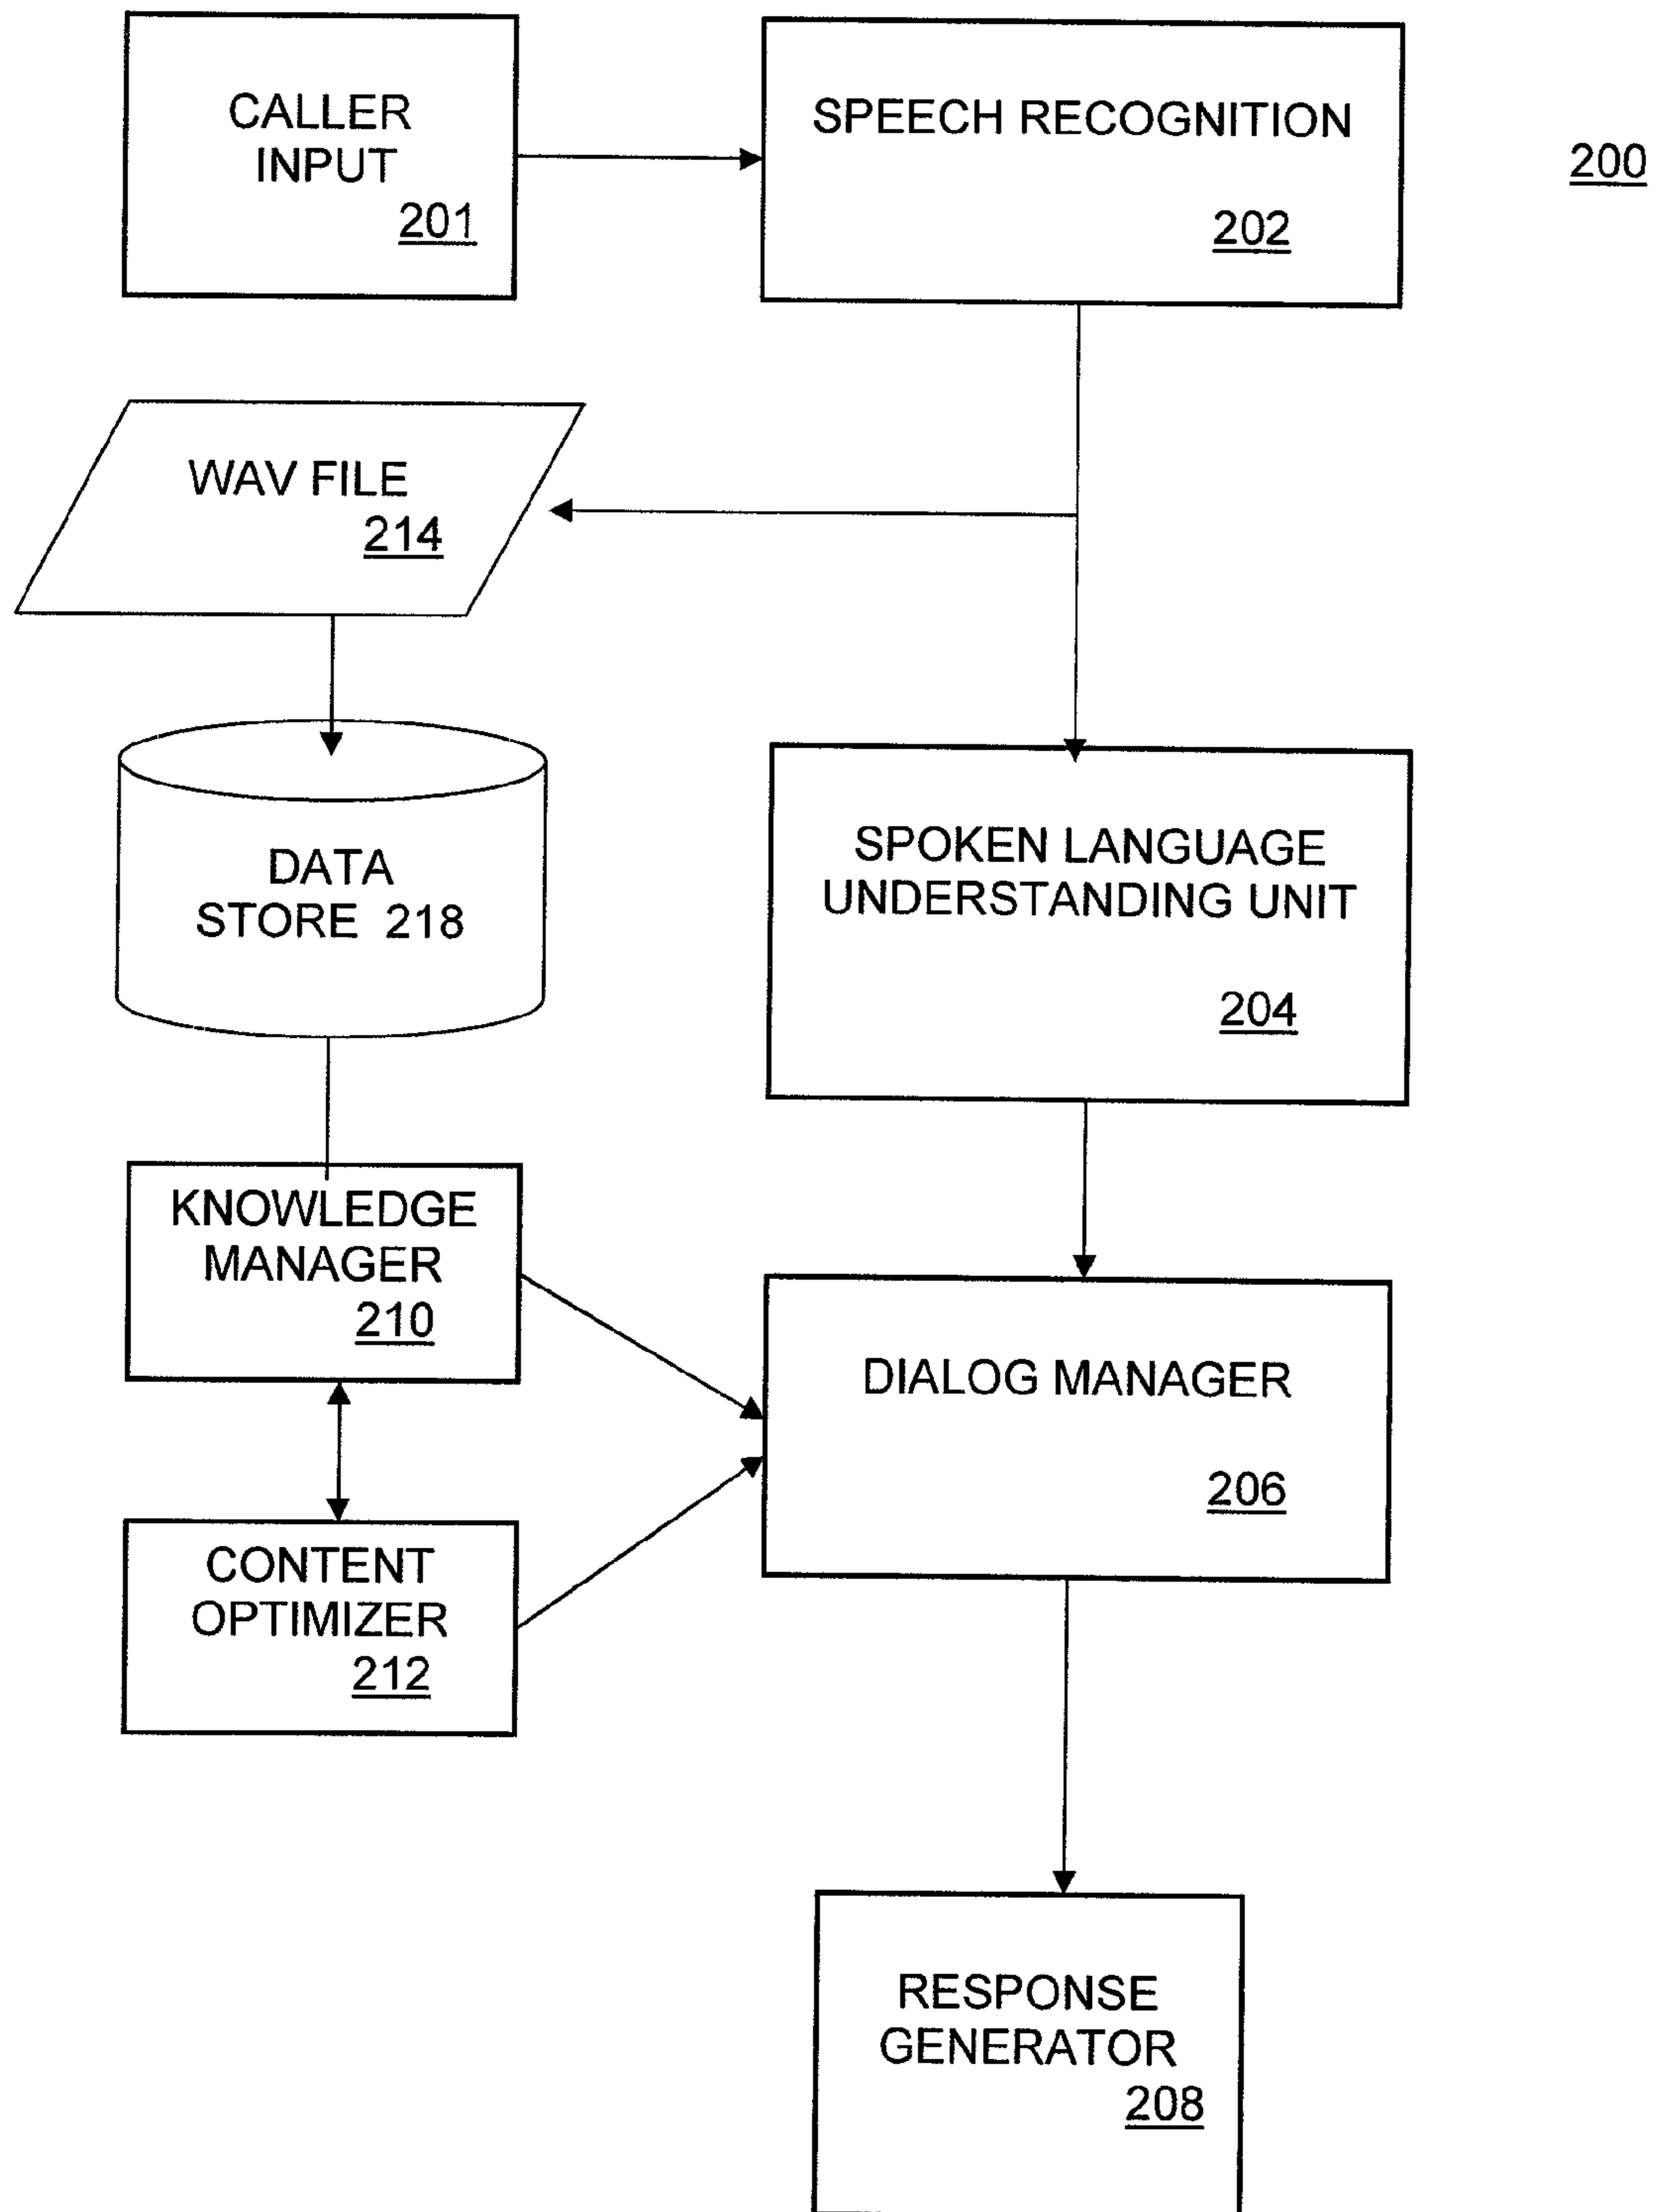 CALLER
INPUT
201
SPEECH RECOGNITION
202
200
WAV FILE
214
DATA
STORE 218
SPOKEN LANGUAGE
UNDERSTANDING UNIT
204
KNOWLEDGE
MANAGER
210
DIALOG MANAGER
206
CONTENT
OPTIMIZER
212
RESPONSE
GENERATOR
208